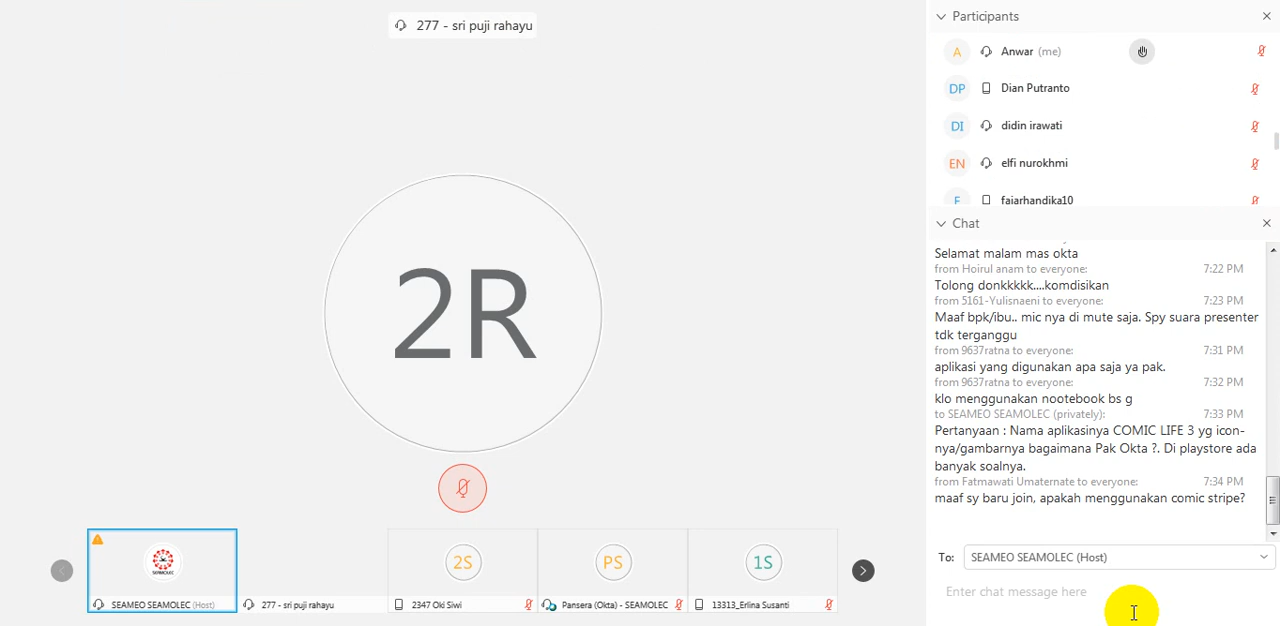 277 - sri puji rahayu
2R
SEAMOLEC
SEAMEO SEAMOLEC (Host)
277 - sri puji rahayu
2S
2347 Oki Siwi
PS
Pansera (Okta) - SEAMOLEC
1S
13313_Erlina Susanti
Participants
A Anwar (me)
DP Dian Putranto
DI didin irawati
EN elfi nurokhmi
F fajarhandika10
Chat
Selamat malam mas okta
from Hoirul anam to everyone: 7:22 PM
Tolong donkkkkk....komdisikan
from 5161-Yulisnaeni to everyone: 7:23 PM
Maaf bpk/ibu.. mic nya di mute saja. Spy suara presenter
tdk terganggu
from 9637ratna to everyone: 7:31 PM
aplikasi yang digunakan apa saja ya pak.
from 9637ratna to everyone: 7:32 PM
klo menggunakan nootebook bs g
to SEAMEO SEAMOLEC (privately): 7:33 PM
Pertanyaan : Nama aplikasinya COMIC LIFE 3 yg icon-
nya/gambarnya bagaimana Pak Okta ?. Di playstore ada
banyak soalnya.
from Fatmawati Umaternate to everyone: 7:34 PM
maaf sy baru join, apakah menggunakan comic stripe?
To: SEAMEO SEAMOLEC (Host)
Enter chat message here